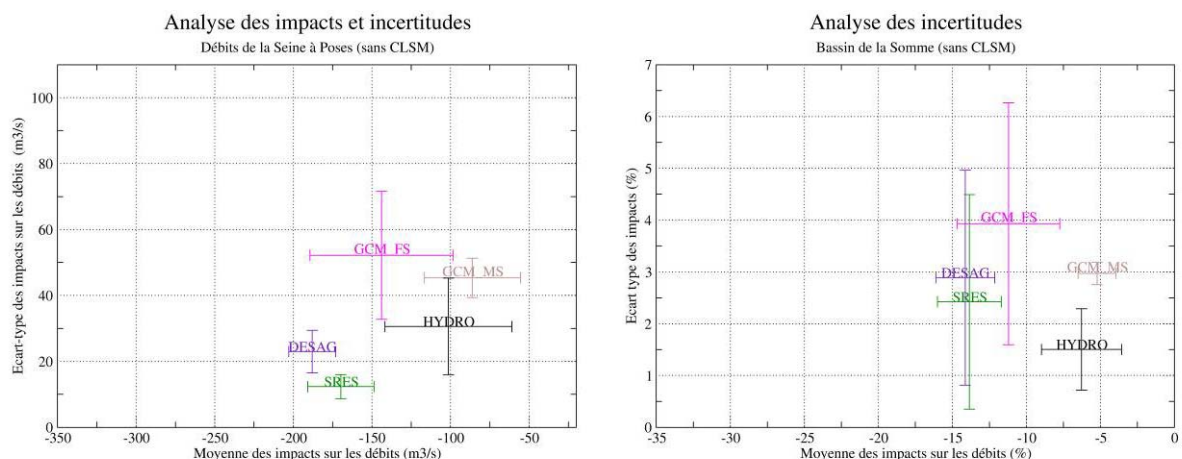 Analyse des impacts et incertitudes
Débits de la Seine à Poses (sans CLSM)
Ecart-type des impacts sur les débits (m3/s)
100
80
60
40
20
0
GCM_FS
GCM_MS
HYDRO
DESAG
SRES
-350 -300 -250 -200 -150 -100 -50
Moyenne des impacts sur les débits (m3/s)
Analyse des incertitudes
Bassin de la Somme (sans CLSM)
Ecart type des impacts (%)
7
6
5
4
3
2
1
0
GCM_FS
GCM_MS
DESAG
SRES
HYDRO
-35 -30 -25 -20 -15 -10 -5 0
Moyenne des impacts sur les débits (%)